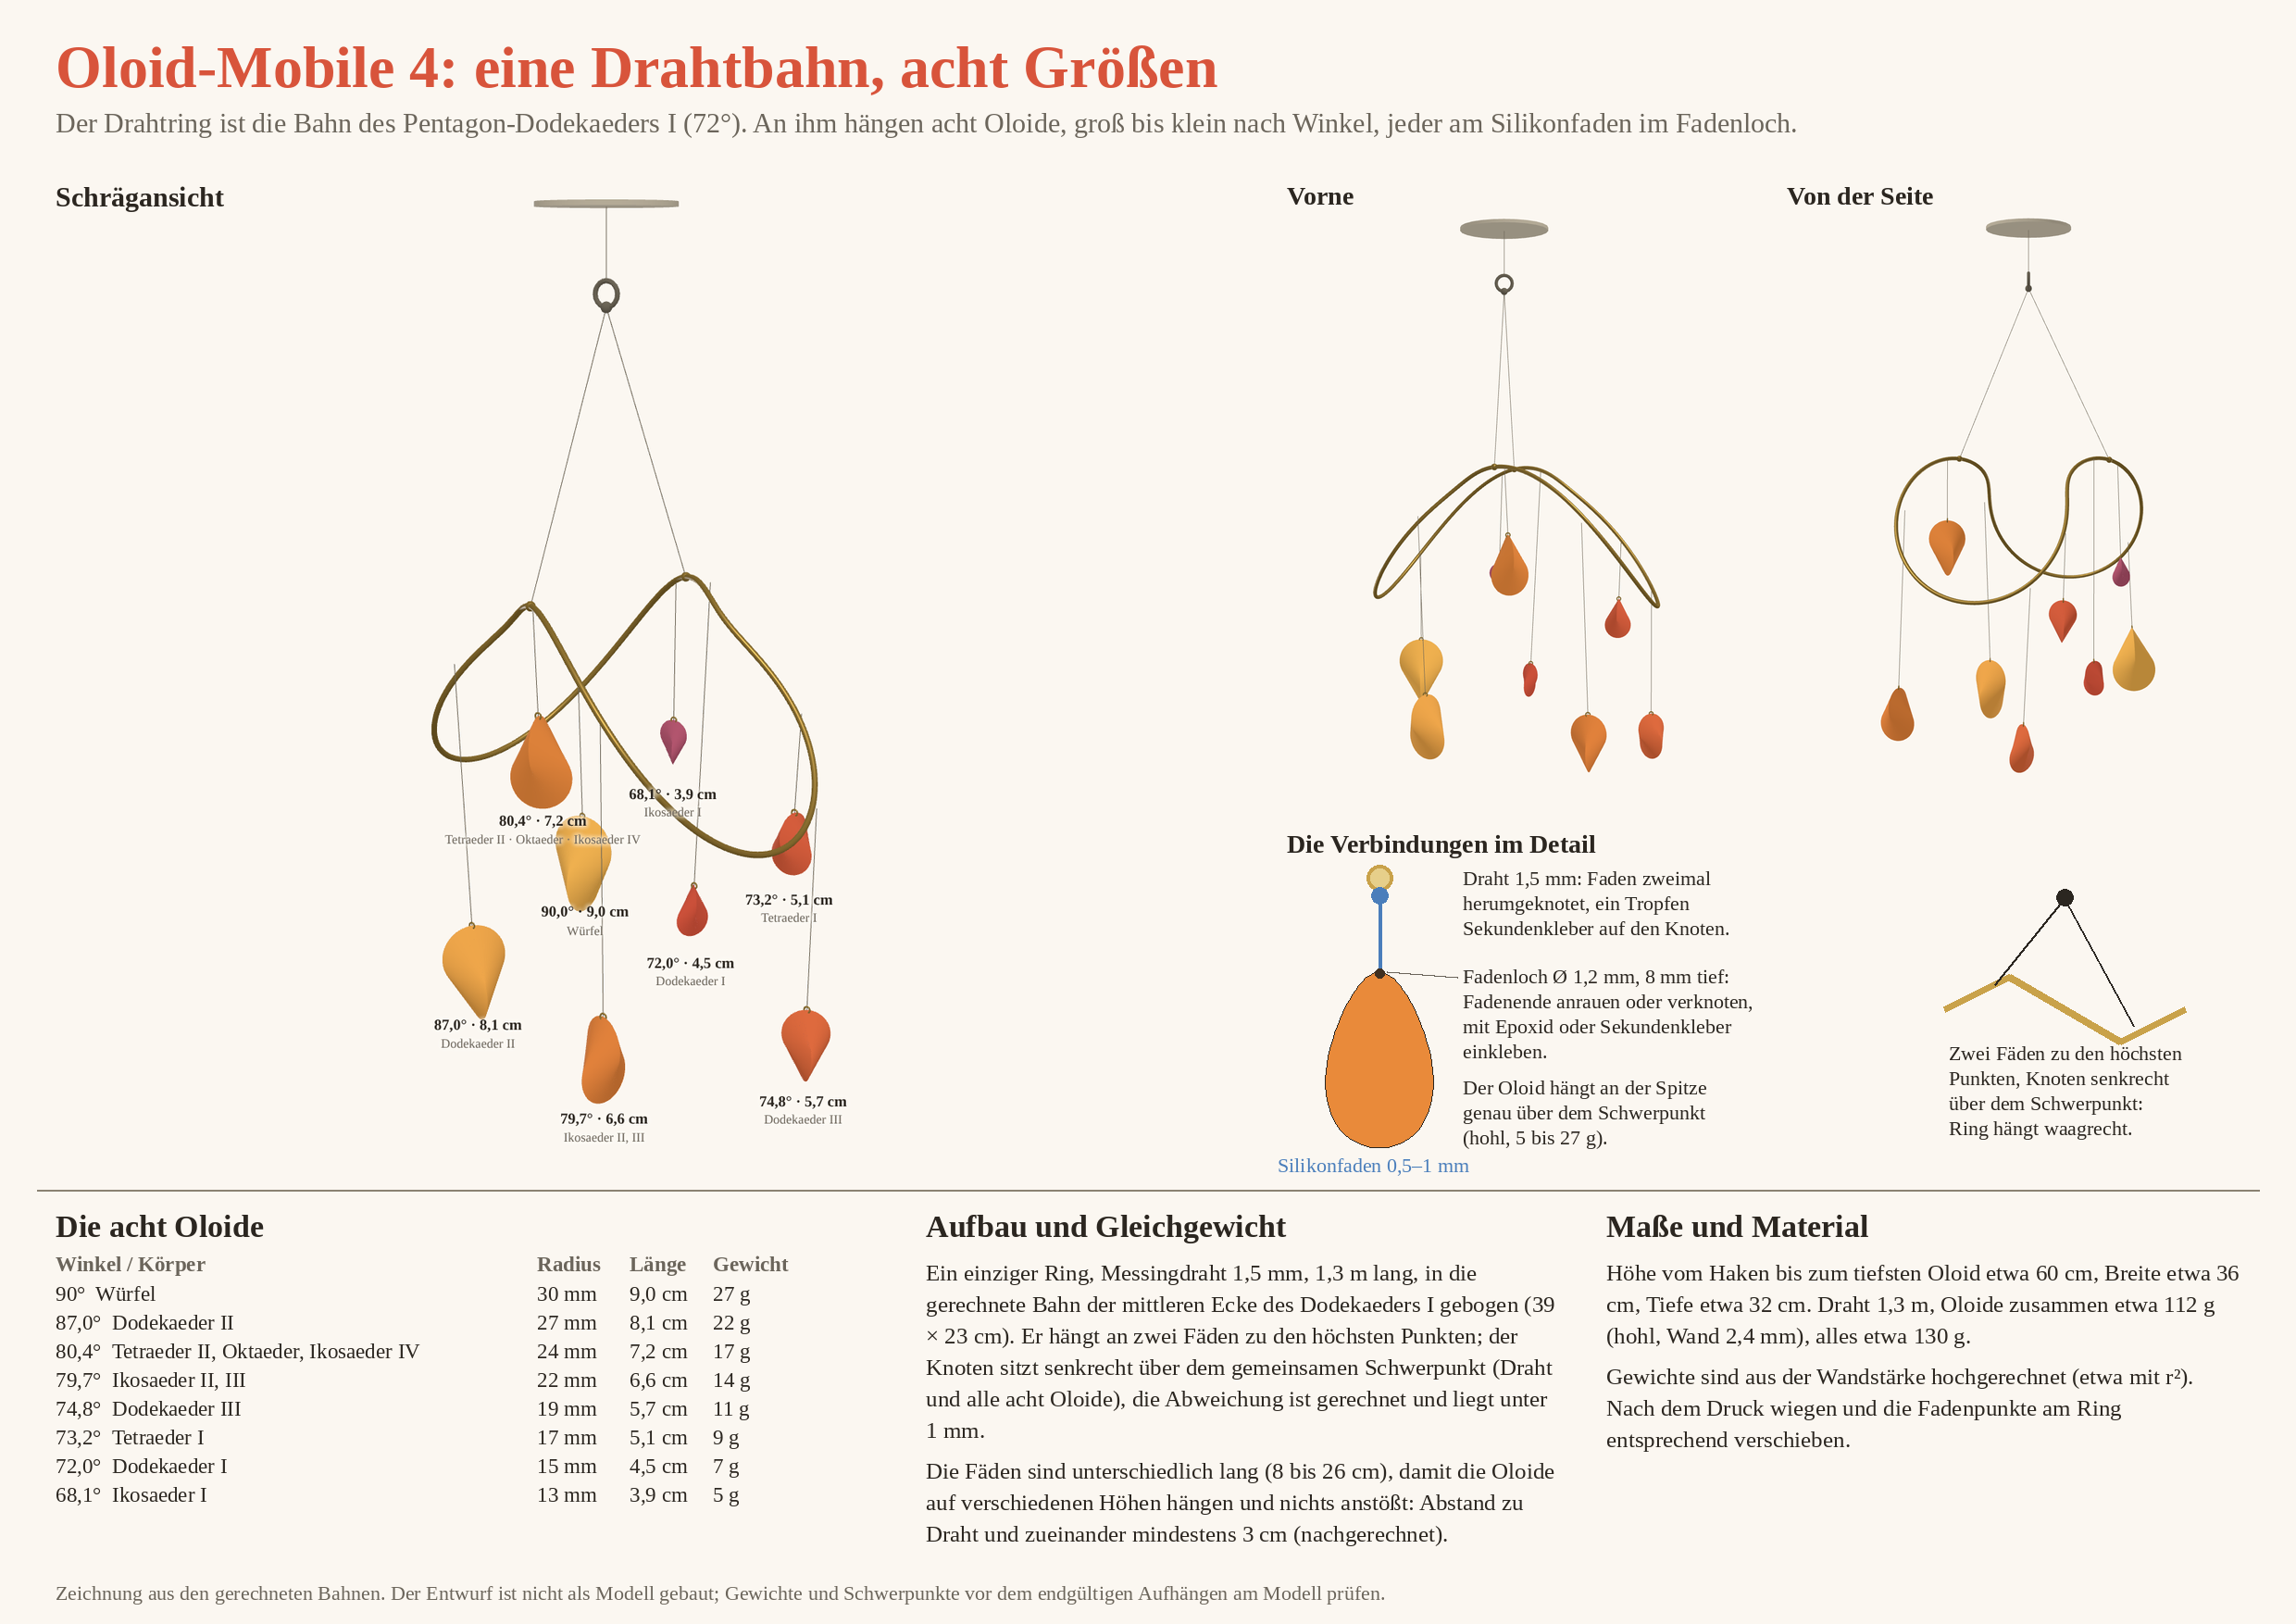 Oloid-Mobile 4: eine Drahtbahn, acht Größen
Der Drahtring ist die Bahn des Pentagon-Dodekaeders I (72°). An ihm hängen acht Oloide, groß bis klein nach Winkel, jeder am Silikonfaden im Fadenloch.
Schrägansicht
68,1° · 3,9 cm
Ikosaeder I
80,4° · 7,2 cm
Tetraeder II · Oktaeder · Ikosaeder IV
73,2° · 5,1 cm
Tetraeder I
90,0° · 9,0 cm
Würfel
72,0° · 4,5 cm
Dodekaeder I
87,0° · 8,1 cm
Dodekaeder II
74,8° · 5,7 cm
Dodekaeder III
79,7° · 6,6 cm
Ikosaeder II, III
Vorne
Von der Seite
Die Verbindungen im Detail
Draht 1,5 mm: Faden zweimal
herumgeknotet, ein Tropfen
Sekundenkleber auf den Knoten.
Fadenloch Ø 1,2 mm, 8 mm tief:
Fadenende anrauen oder verknoten,
mit Epoxid oder Sekundenkleber
einkleben.
Der Oloid hängt an der Spitze
genau über dem Schwerpunkt
(hohl, 5 bis 27 g).
Silikonfaden 0,5–1 mm
Zwei Fäden zu den höchsten
Punkten, Knoten senkrecht
über dem Schwerpunkt:
Ring hängt waagrecht.
Die acht Oloide
Winkel / Körper Radius Länge Gewicht
90° Würfel 30 mm 9,0 cm 27 g
87,0° Dodekaeder II 27 mm 8,1 cm 22 g
80,4° Tetraeder II, Oktaeder, Ikosaeder IV 24 mm 7,2 cm 17 g
79,7° Ikosaeder II, III 22 mm 6,6 cm 14 g
74,8° Dodekaeder III 19 mm 5,7 cm 11 g
73,2° Tetraeder I 17 mm 5,1 cm 9 g
72,0° Dodekaeder I 15 mm 4,5 cm 7 g
68,1° Ikosaeder I 13 mm 3,9 cm 5 g
Aufbau und Gleichgewicht
Ein einziger Ring, Messingdraht 1,5 mm, 1,3 m lang, in die
gerechnete Bahn der mittleren Ecke des Dodekaeders I gebogen (39
× 23 cm). Er hängt an zwei Fäden zu den höchsten Punkten; der
Knoten sitzt senkrecht über dem gemeinsamen Schwerpunkt (Draht
und alle acht Oloide), die Abweichung ist gerechnet und liegt unter
1 mm.
Die Fäden sind unterschiedlich lang (8 bis 26 cm), damit die Oloide
auf verschiedenen Höhen hängen und nichts anstößt: Abstand zu
Draht und zueinander mindestens 3 cm (nachgerechnet).
Maße und Material
Höhe vom Haken bis zum tiefsten Oloid etwa 60 cm, Breite etwa 36
cm, Tiefe etwa 32 cm. Draht 1,3 m, Oloide zusammen etwa 112 g
(hohl, Wand 2,4 mm), alles etwa 130 g.
Gewichte sind aus der Wandstärke hochgerechnet (etwa mit r²).
Nach dem Druck wiegen und die Fadenpunkte am Ring
entsprechend verschieben.
Zeichnung aus den gerechneten Bahnen. Der Entwurf ist nicht als Modell gebaut; Gewichte und Schwerpunkte vor dem endgültigen Aufhängen am Modell prüfen.